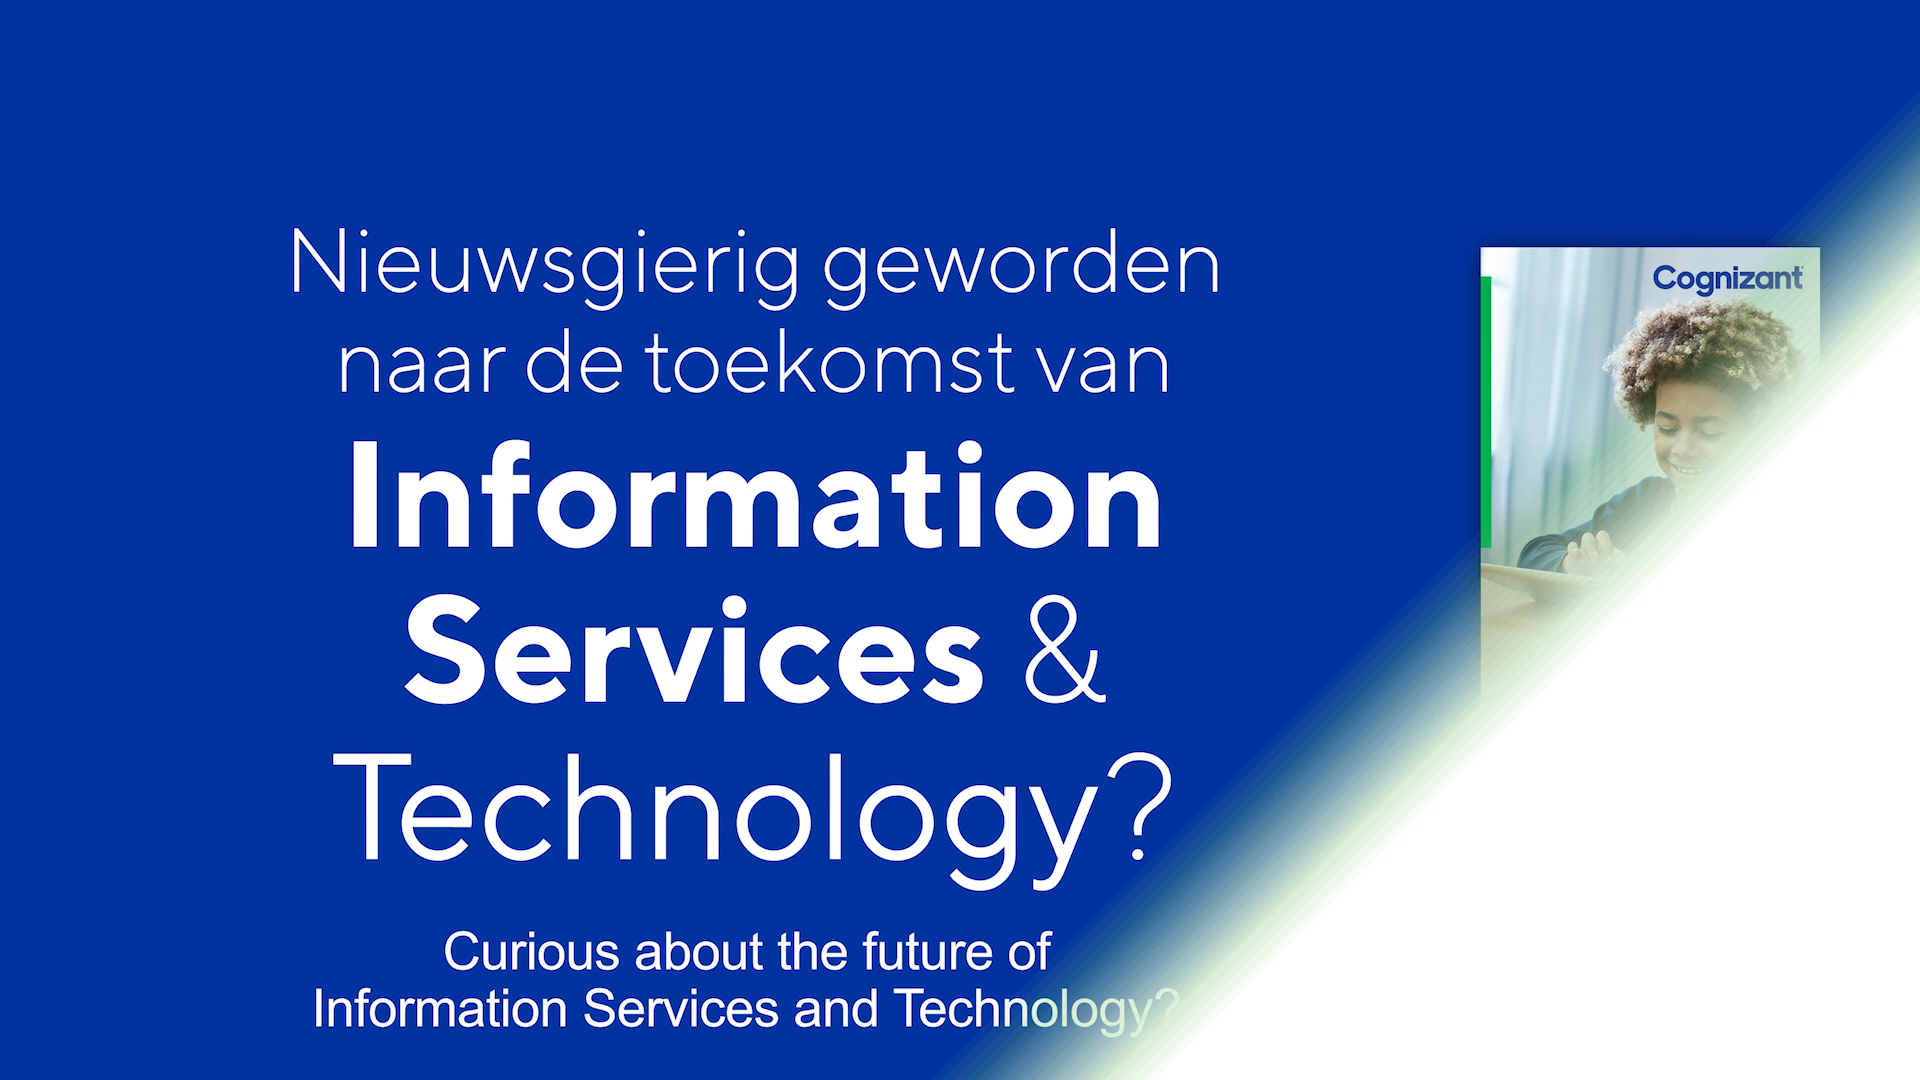 Nieuwsgierig geworden
naar de toekomst van
Information
Services &
Technology?
Curious about the future of
Information Services and Technology?
Cognizant